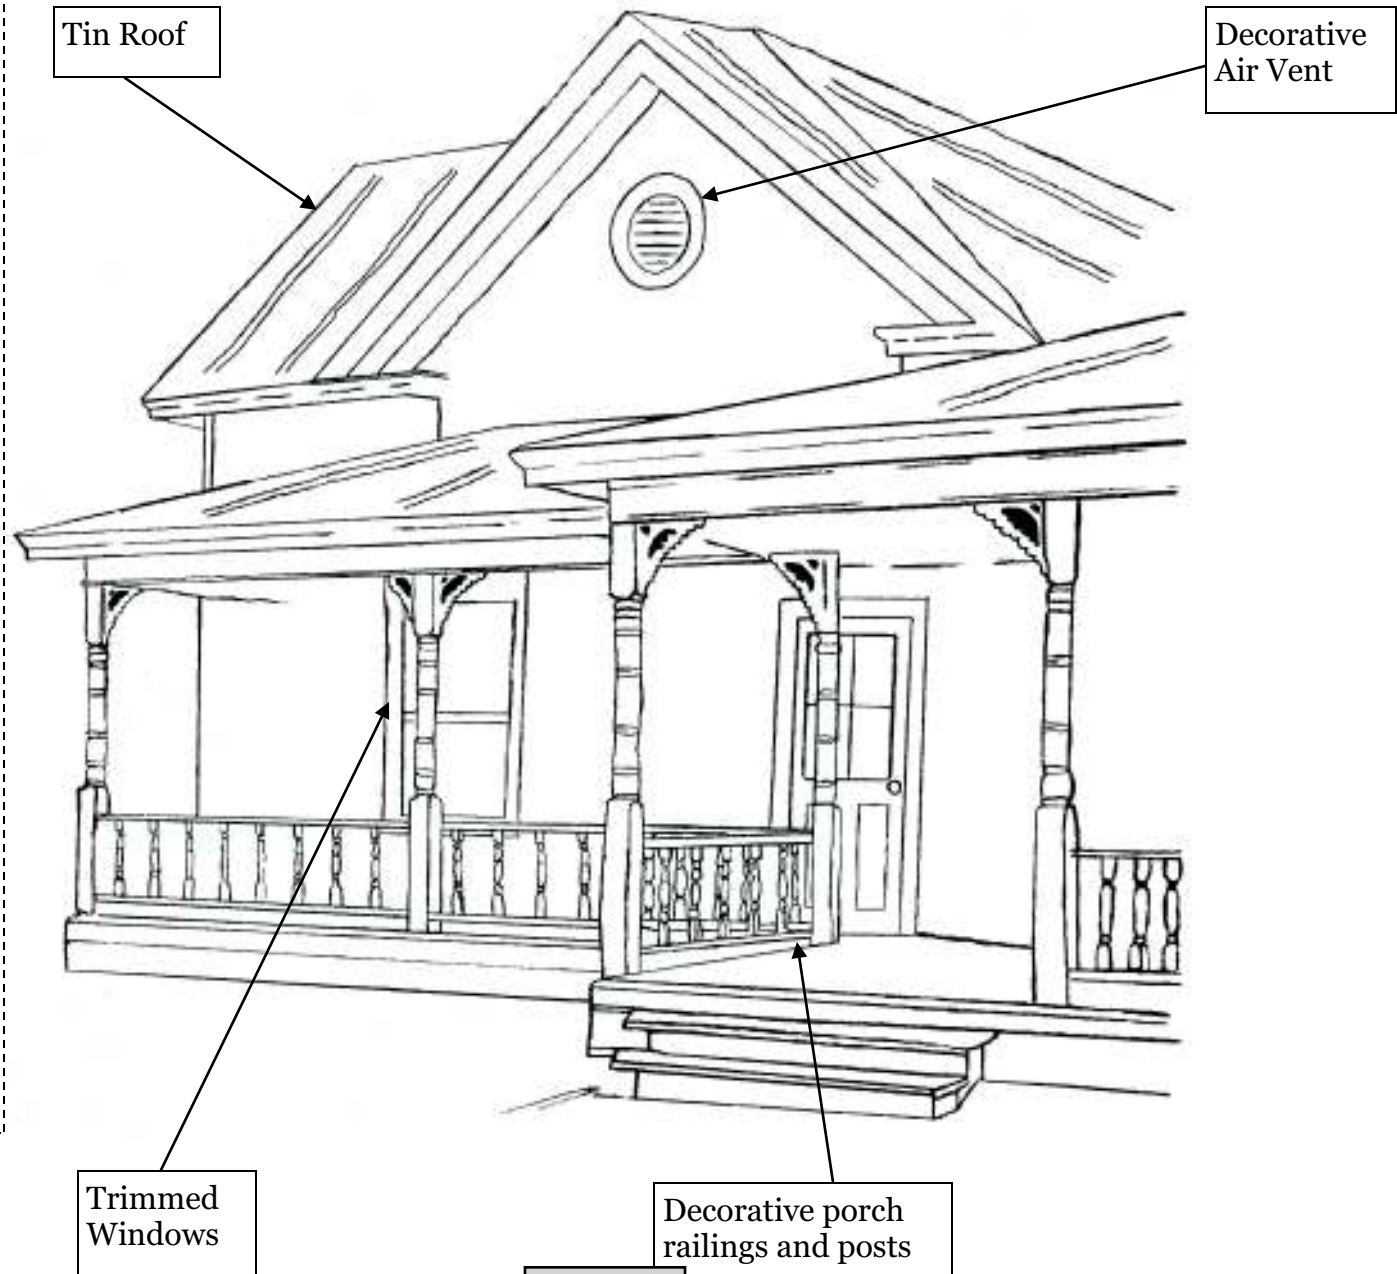 Tin Roof
Decorative
Air Vent
Trimmed
Windows
Decorative porch
railings and posts